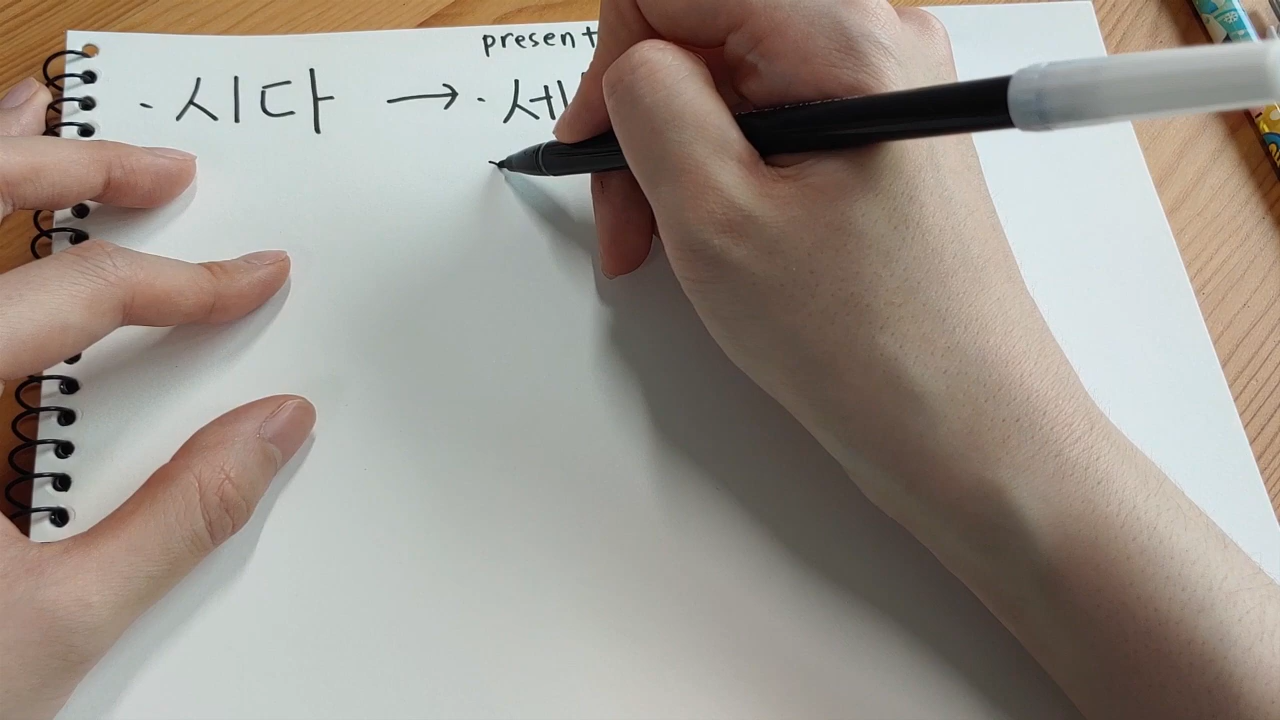 present
·시다 → ·세